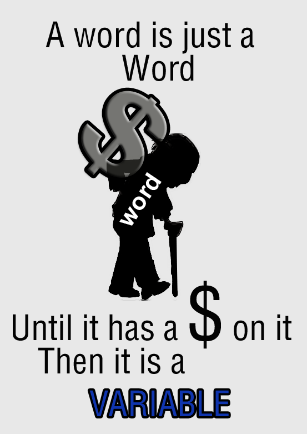 A word is just a
Word
$
word
Until it has a $ on it
Then it is a
VARIABLE